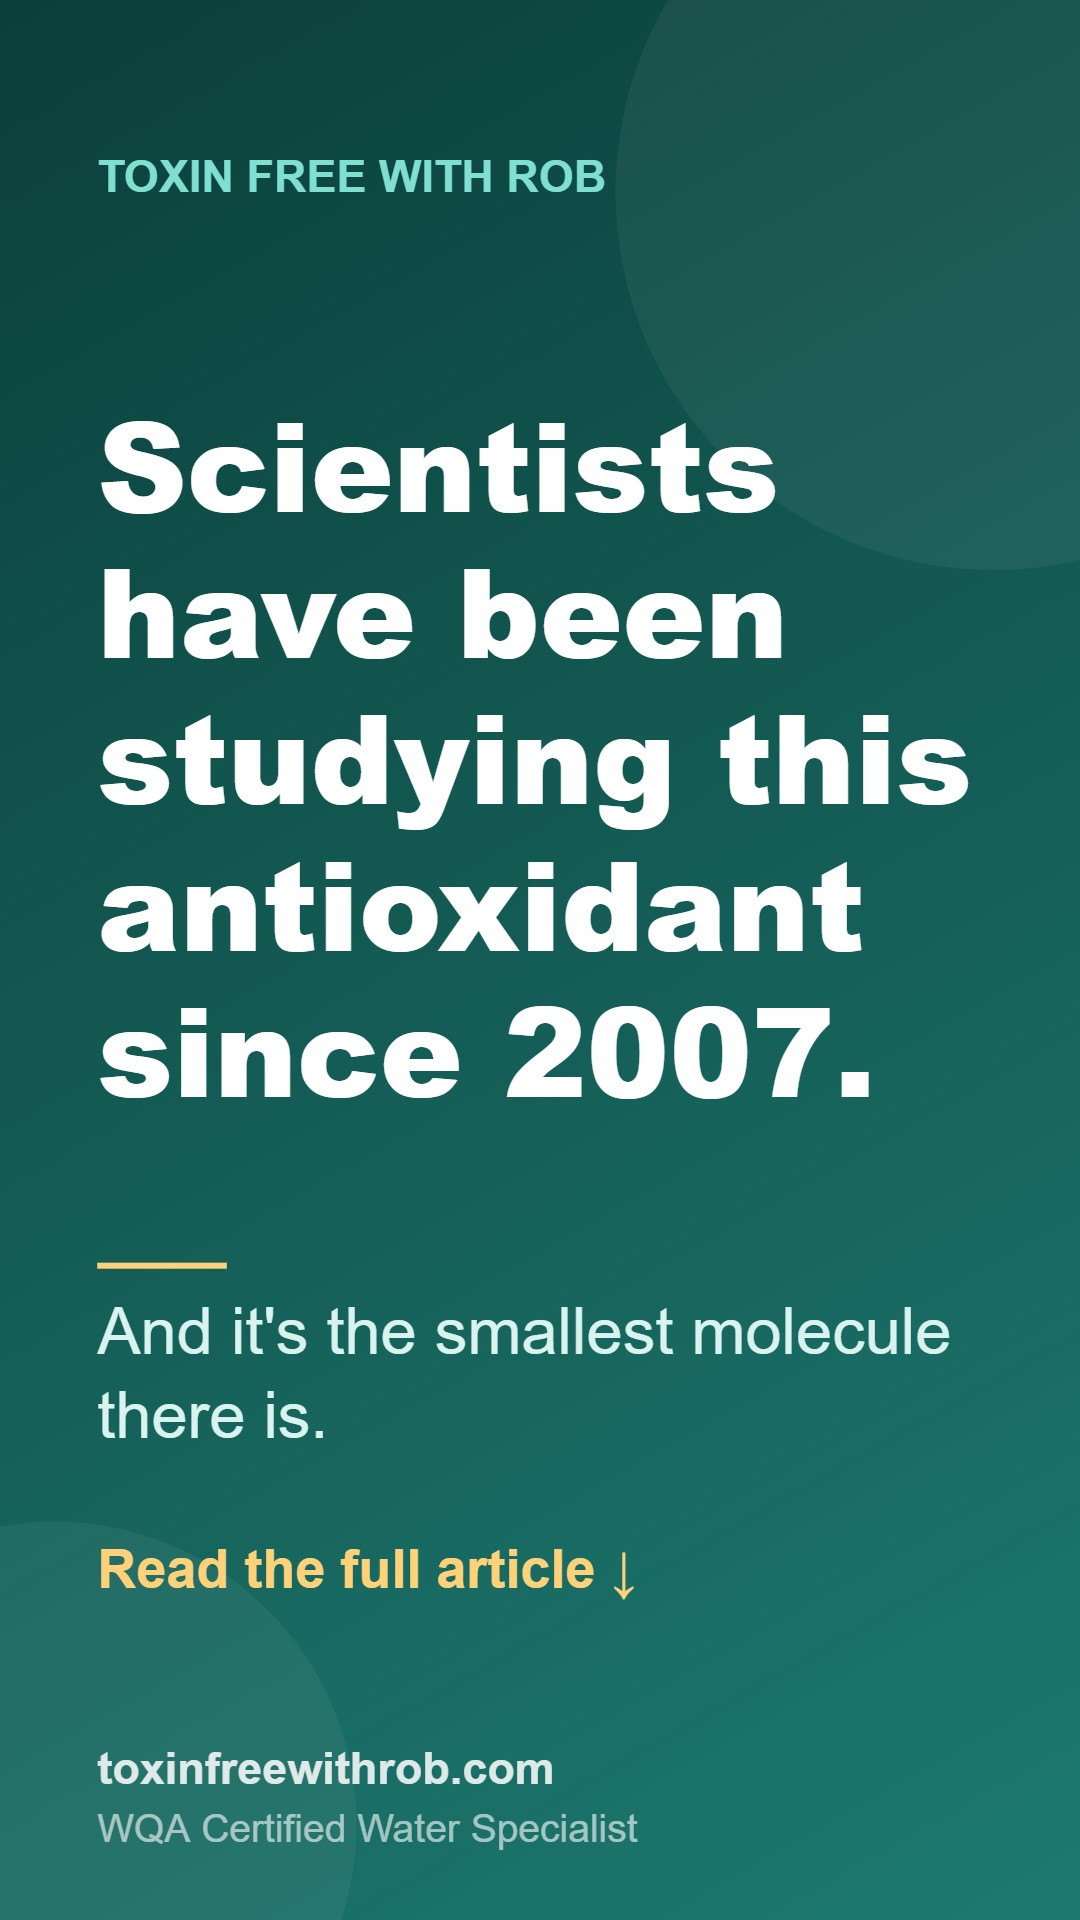 TOXIN FREE WITH ROB
Scientists
have been
studying this
antioxidant
since 2007.
And it's the smallest molecule
there is.
Read the full article ↓
toxinfreewithrob.com
WQA Certified Water Specialist